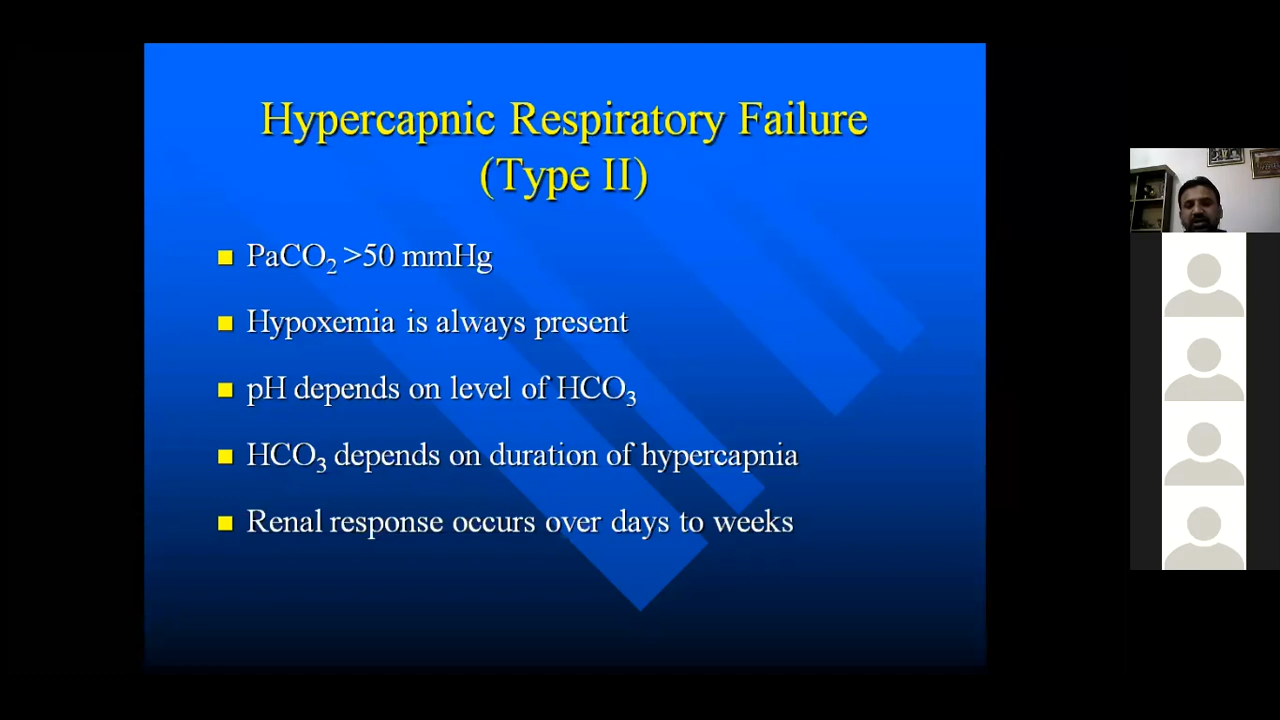 Hypercapnic Respiratory Failure
(Type II)
PaCO₂ >50 mmHg
Hypoxemia is always present
pH depends on level of HCO₃
HCO₃ depends on duration of hypercapnia
Renal response occurs over days to weeks